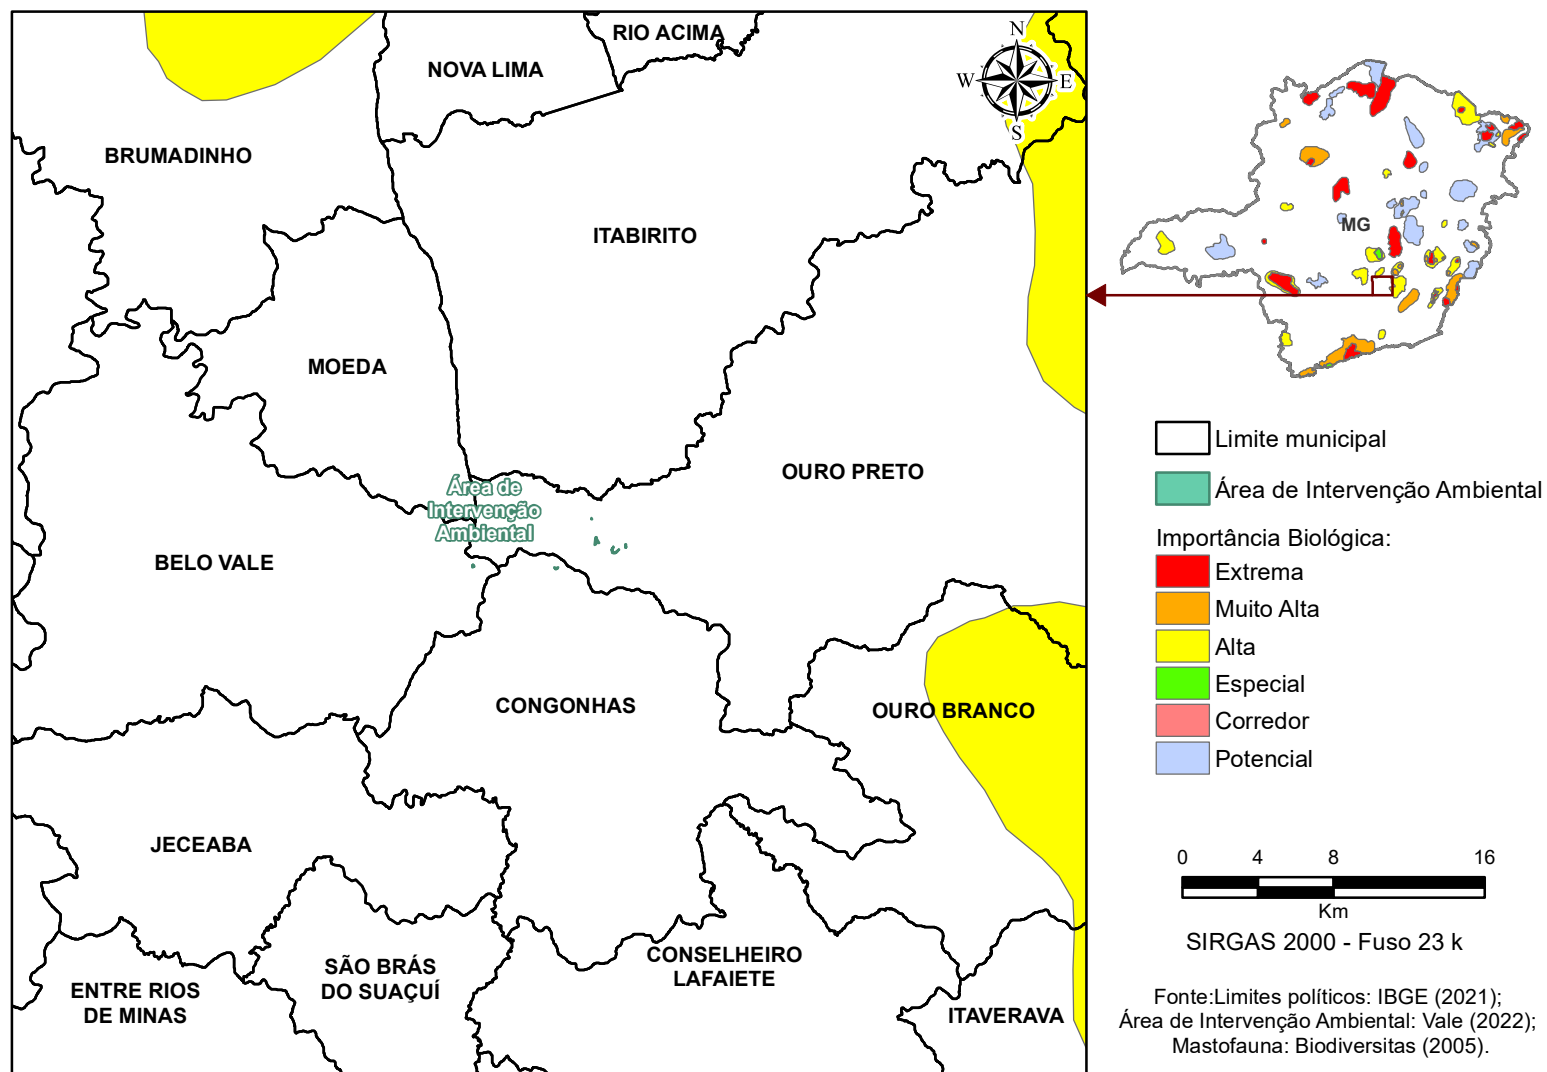 RIO ACIMA
NOVA LIMA
N
W
E
S
BRUMADINHO
ITABIRITO
MOEDA
OURO PRETO
Área de
Intervenção
Ambiental
BELO VALE
CONGONHAS
OURO BRANCO
JECEABA
CONSELHEIRO
LAFAIETE
SÃO BRÁS
DO SUAÇUÍ
ENTRE RIOS
DE MINAS
ITAVERAVA
MG
Limite municipal
Área de Intervenção Ambiental
Importância Biológica:
Extrema
Muito Alta
Alta
Especial
Corredor
Potencial
0 4 8 16
Km
SIRGAS 2000 - Fuso 23 k
Fonte:Limites políticos: IBGE (2021);
Área de Intervenção Ambiental: Vale (2022);
Mastofauna: Biodiversitas (2005).